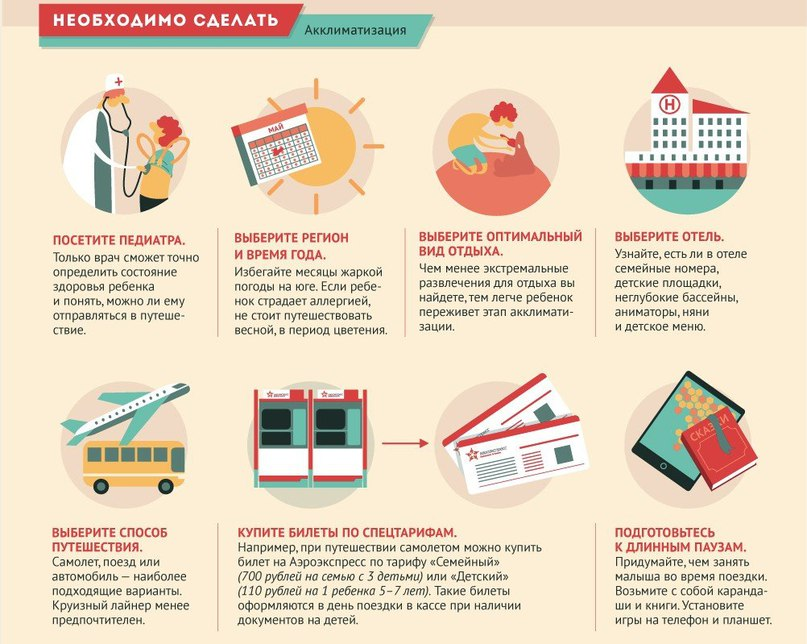 НЕОБХОДИМО СДЕЛАТЬ
Акклиматизация
МАЙ
H
ПОСЕТИТЕ ПЕДИАТРА.
Только врач сможет точно
определить состояние
здоровья ребенка
и понять, можно ли ему
отправляться в путеше-
ствие.
ВЫБЕРИТЕ РЕГИОН
И ВРЕМЯ ГОДА.
Избегайте месяцы жаркой
погоды на юге. Если ребе-
нок страдает аллергией,
не стоит путешествовать
весной, в период цветения.
ВЫБЕРИТЕ ОПТИМАЛЬНЫЙ
ВИД ОТДЫХА.
Чем менее экстремальные
развлечения для отдыха вы
найдете, тем легче ребенок
переживет этап акклимати-
зации.
ВЫБЕРИТЕ ОТЕЛЬ.
Узнайте, есть ли в отеле
семейные номера,
детские площадки,
неглубокие бассейны,
аниматоры, няни
и детское меню.
СКАЗКИ
ВЫБЕРИТЕ СПОСОБ
ПУТЕШЕСТВИЯ.
Самолет, поезд или
автомобиль — наиболее
подходящие варианты.
Круизный лайнер менее
предпочтителен.
КУПИТЕ БИЛЕТЫ ПО СПЕЦТАРИФАМ.
Например, при путешествии самолетом можно купить
билет на Аэроэкспресс по тарифу «Семейный»
(700 рублей на семью с 3 детьми) или «Детский»
(110 рублей на 1 ребенка 5–7 лет). Такие билеты
оформляются в день поездки в кассе при наличии
документов на детей.
ПОДГОТОВЬТЕСЬ
К ДЛИННЫМ ПАУЗАМ.
Придумайте, чем занять
малыша во время поездки.
Возьмите с собой каранда-
ши и книги. Установите
игры на телефон и планшет.